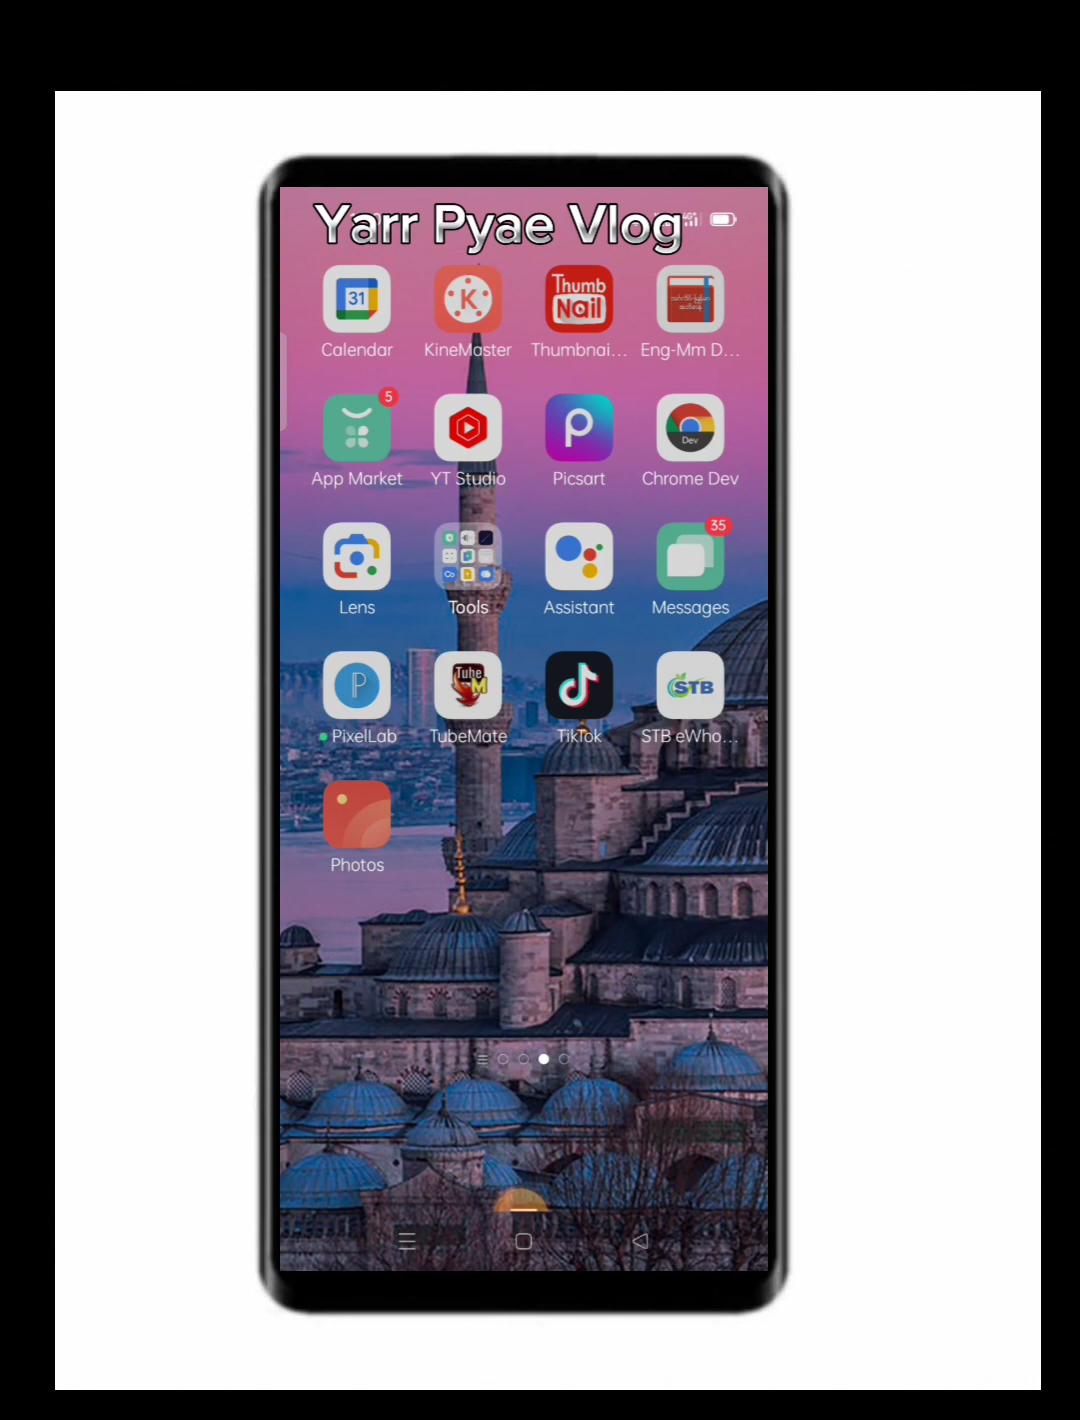 Yarr Pyae Vlog
31
K
Thumb
Nail
Calendar
KineMaster
Thumbnai...
Eng-Mm D...
5
Dev
App Market
YT Studio
Picsart
Chrome Dev
35
Lens
Tools
Assistant
Messages
P
Tube
M
STB
PixelLab
TubeMate
TikTok
STB eWho...
Photos